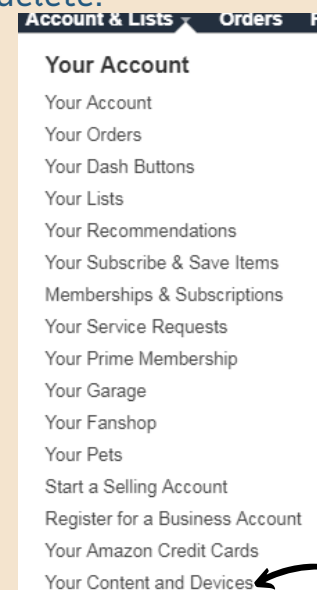 delete.
Account & Lists Orders
Your Account
Your Account
Your Orders
Your Dash Buttons
Your Lists
Your Recommendations
Your Subscribe & Save Items
Memberships & Subscriptions
Your Service Requests
Your Prime Membership
Your Garage
Your Fanshop
Your Pets
Start a Selling Account
Register for a Business Account
Your Amazon Credit Cards
Your Content and Devices